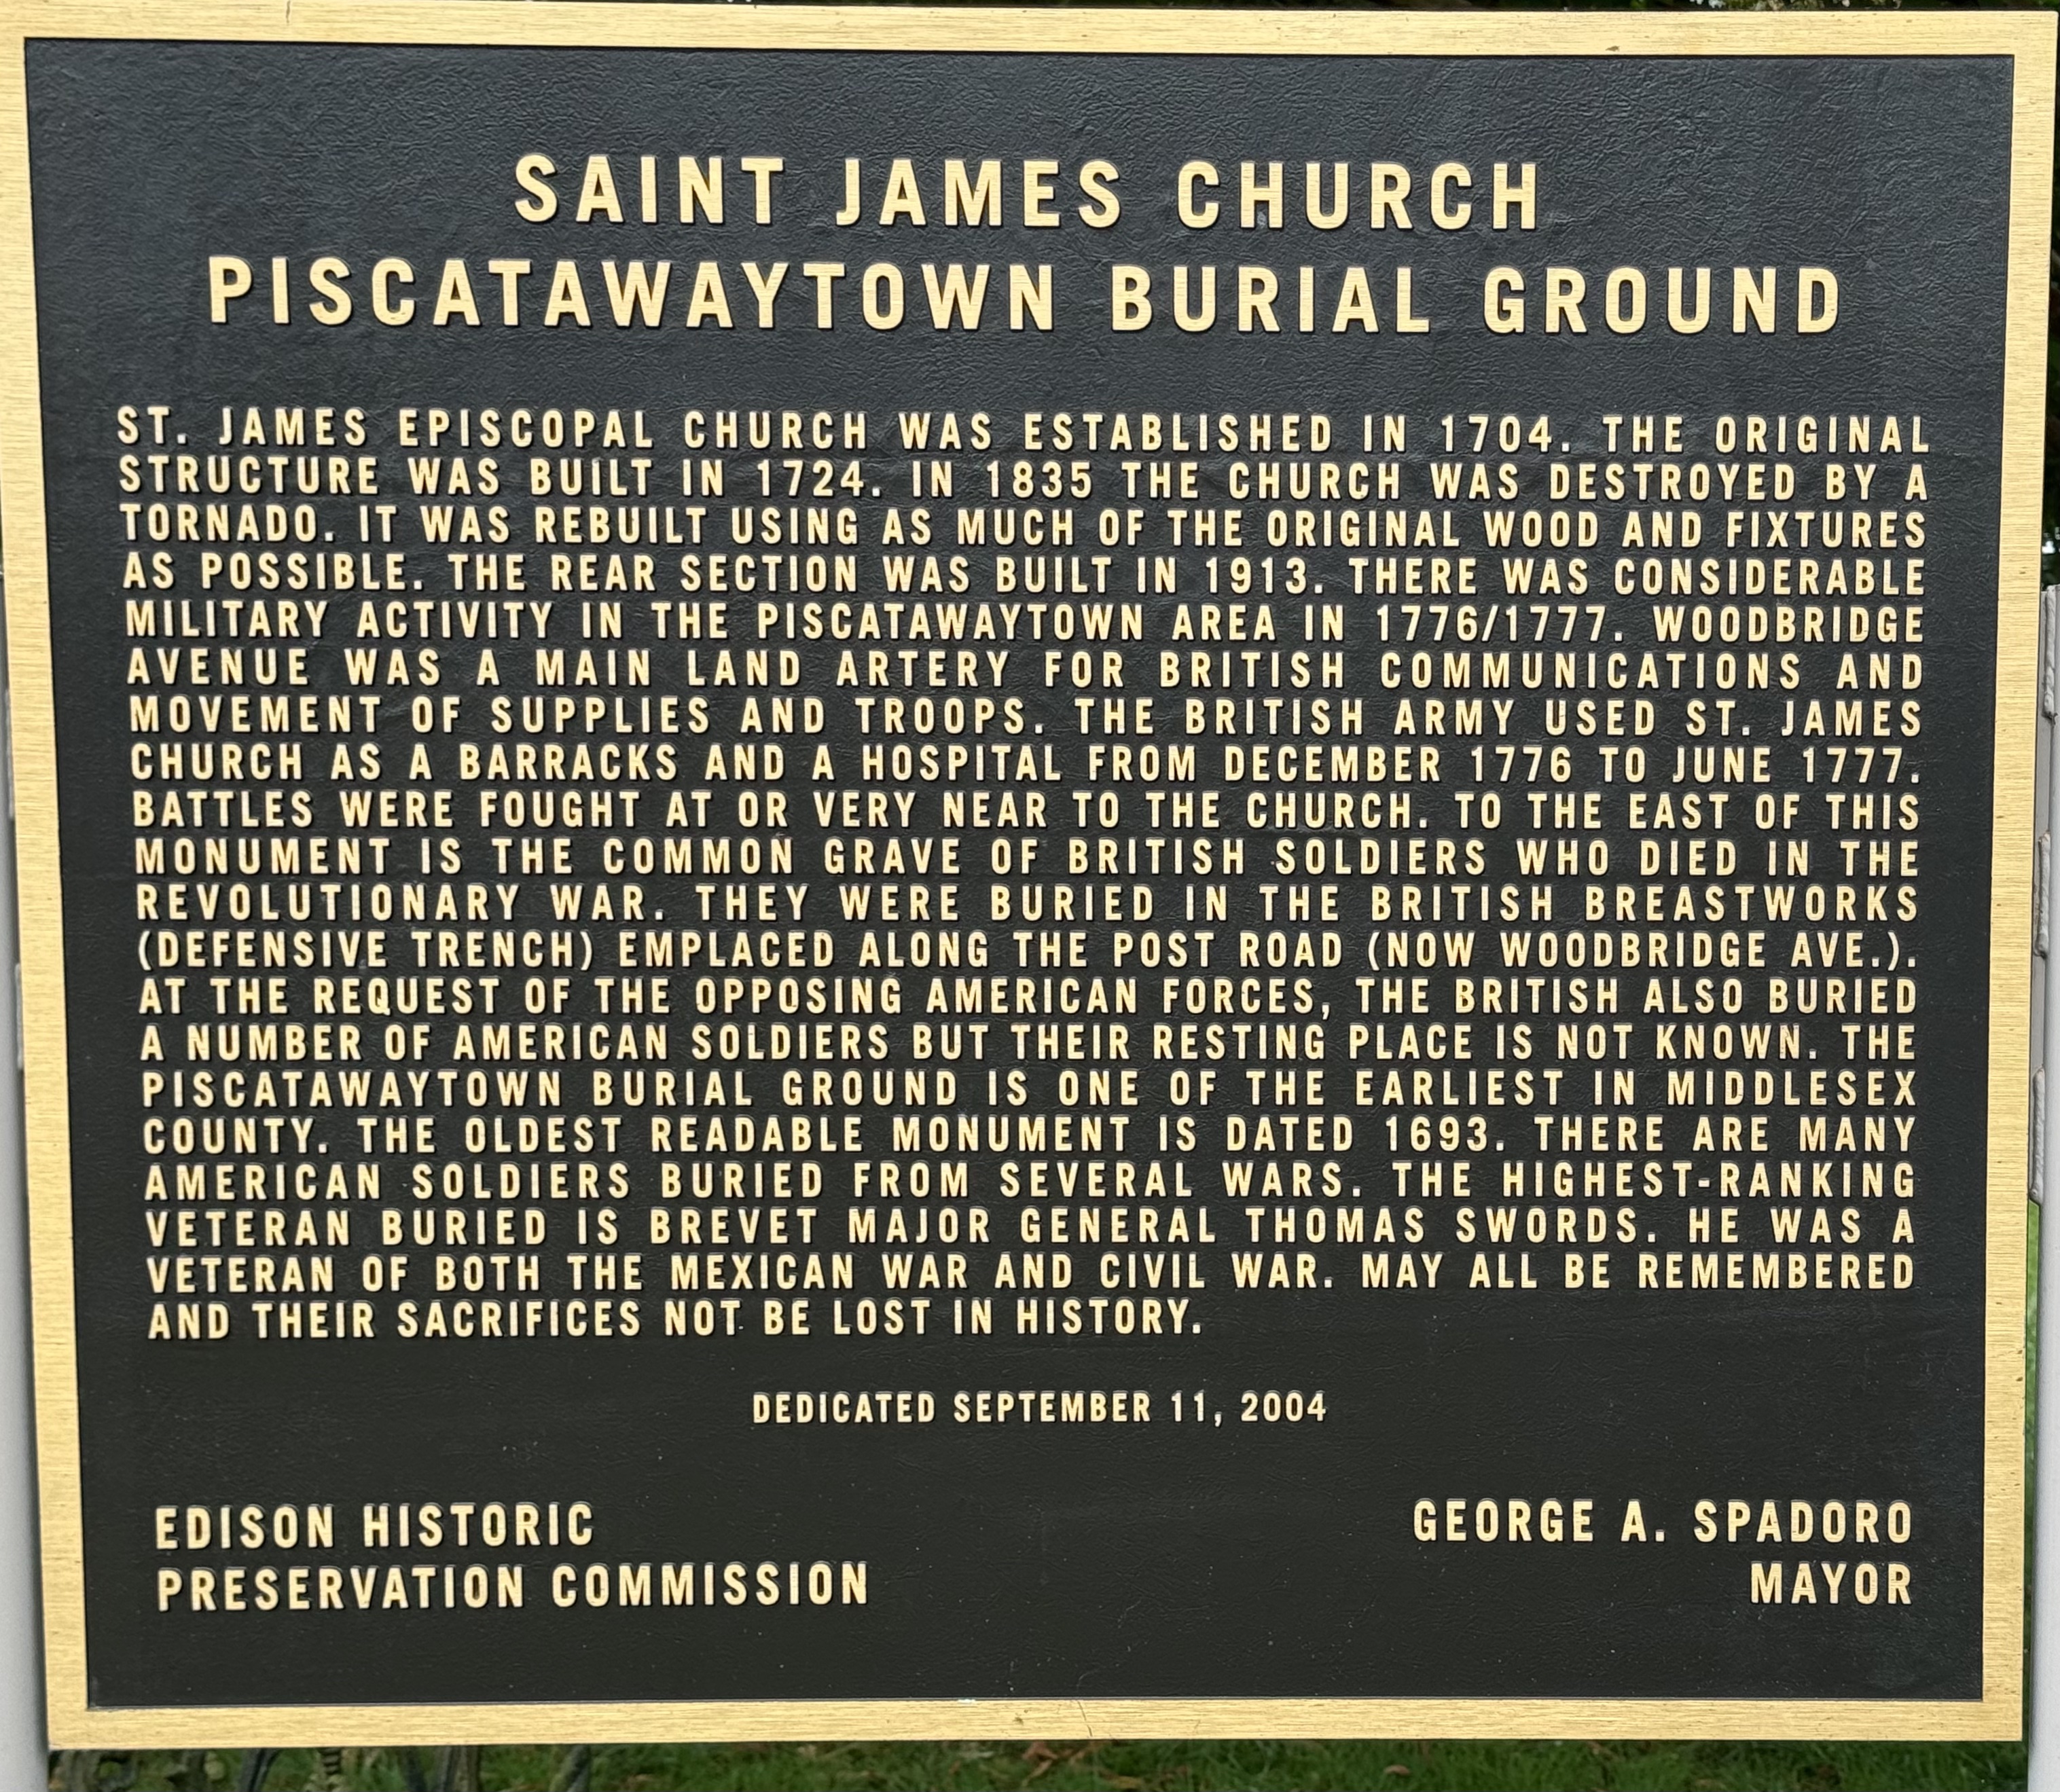 SAINT JAMES CHURCH
PISCATAWAYTOWN BURIAL GROUND
ST. JAMES EPISCOPAL CHURCH WAS ESTABLISHED IN 1704. THE ORIGINAL
STRUCTURE WAS BUILT IN 1724. IN 1835 THE CHURCH WAS DESTROYED BY A
TORNADO. IT WAS REBUILT USING AS MUCH OF THE ORIGINAL WOOD AND FIXTURES
AS POSSIBLE. THE REAR SECTION WAS BUILT IN 1913. THERE WAS CONSIDERABLE
MILITARY ACTIVITY IN THE PISCATAWAYTOWN AREA IN 1776/1777. WOODBRIDGE
AVENUE WAS A MAIN LAND ARTERY FOR BRITISH COMMUNICATIONS AND
MOVEMENT OF SUPPLIES AND TROOPS. THE BRITISH ARMY USED ST. JAMES
CHURCH AS A BARRACKS AND A HOSPITAL FROM DECEMBER 1776 TO JUNE 1777.
BATTLES WERE FOUGHT AT OR VERY NEAR TO THE CHURCH. TO THE EAST OF THIS
MONUMENT IS THE COMMON GRAVE OF BRITISH SOLDIERS WHO DIED IN THE
REVOLUTIONARY WAR. THEY WERE BURIED IN THE BRITISH BREASTWORKS
(DEFENSIVE TRENCH) EMPLACED ALONG THE POST ROAD (NOW WOODBRIDGE AVE.).
AT THE REQUEST OF THE OPPOSING AMERICAN FORCES, THE BRITISH ALSO BURIED
A NUMBER OF AMERICAN SOLDIERS BUT THEIR RESTING PLACE IS NOT KNOWN. THE
PISCATAWAYTOWN BURIAL GROUND IS ONE OF THE EARLIEST IN MIDDLESEX
COUNTY. THE OLDEST READABLE MONUMENT IS DATED 1693. THERE ARE MANY
AMERICAN SOLDIERS BURIED FROM SEVERAL WARS. THE HIGHEST-RANKING
VETERAN BURIED IS BREVET MAJOR GENERAL THOMAS SWORDS. HE WAS A
VETERAN OF BOTH THE MEXICAN WAR AND CIVIL WAR. MAY ALL BE REMEMBERED
AND THEIR SACRIFICES NOT BE LOST IN HISTORY.
DEDICATED SEPTEMBER 11, 2004
EDISON HISTORIC
PRESERVATION COMMISSION
GEORGE A. SPADORO
MAYOR